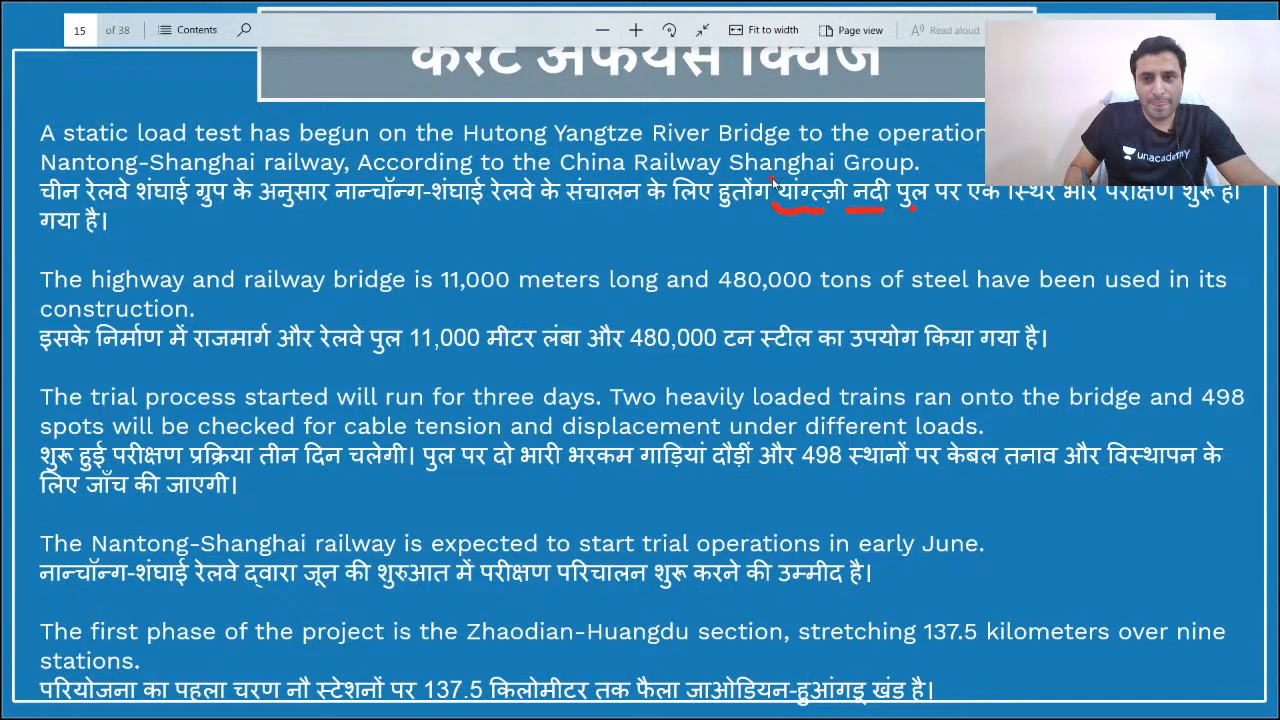 15 of 38 Contents Fit to width Page view Read aloud
करंट अफेयर्स क्विज
A static load test has begun on the Hutong Yangtze River Bridge to the operation
Nantong-Shanghai railway, According to the China Railway Shanghai Group.
unacademy
चीन रेलवे शंघाई ग्रुप के अनुसार नान्चॉन्ग-शंघाई रेलवे के संचालन के लिए हुतोंग यांग्त्ज़ी नदी पुल पर एक स्थिर भार परीक्षण शुरू हो
गया है।
The highway and railway bridge is 11,000 meters long and 480,000 tons of steel have been used in its
construction.
इसके निर्माण में राजमार्ग और रेलवे पुल 11,000 मीटर लंबा और 480,000 टन स्टील का उपयोग किया गया है।
The trial process started will run for three days. Two heavily loaded trains ran onto the bridge and 498
spots will be checked for cable tension and displacement under different loads.
शुरू हुई परीक्षण प्रक्रिया तीन दिन चलेगी। पुल पर दो भारी भरकम गाड़ियां दौड़ीं और 498 स्थानों पर केबल तनाव और विस्थापन के
लिए जाँच की जाएगी।
The Nantong-Shanghai railway is expected to start trial operations in early June.
नान्चॉन्ग-शंघाई रेलवे द्वारा जून की शुरुआत में परीक्षण परिचालन शुरू करने की उम्मीद है।
The first phase of the project is the Zhaodian-Huangdu section, stretching 137.5 kilometers over nine
stations.
परियोजना का पहला चरण नौ स्टेशनों पर 137.5 किलोमीटर तक फैला जाओडियन-हुआंगडू खंड है।